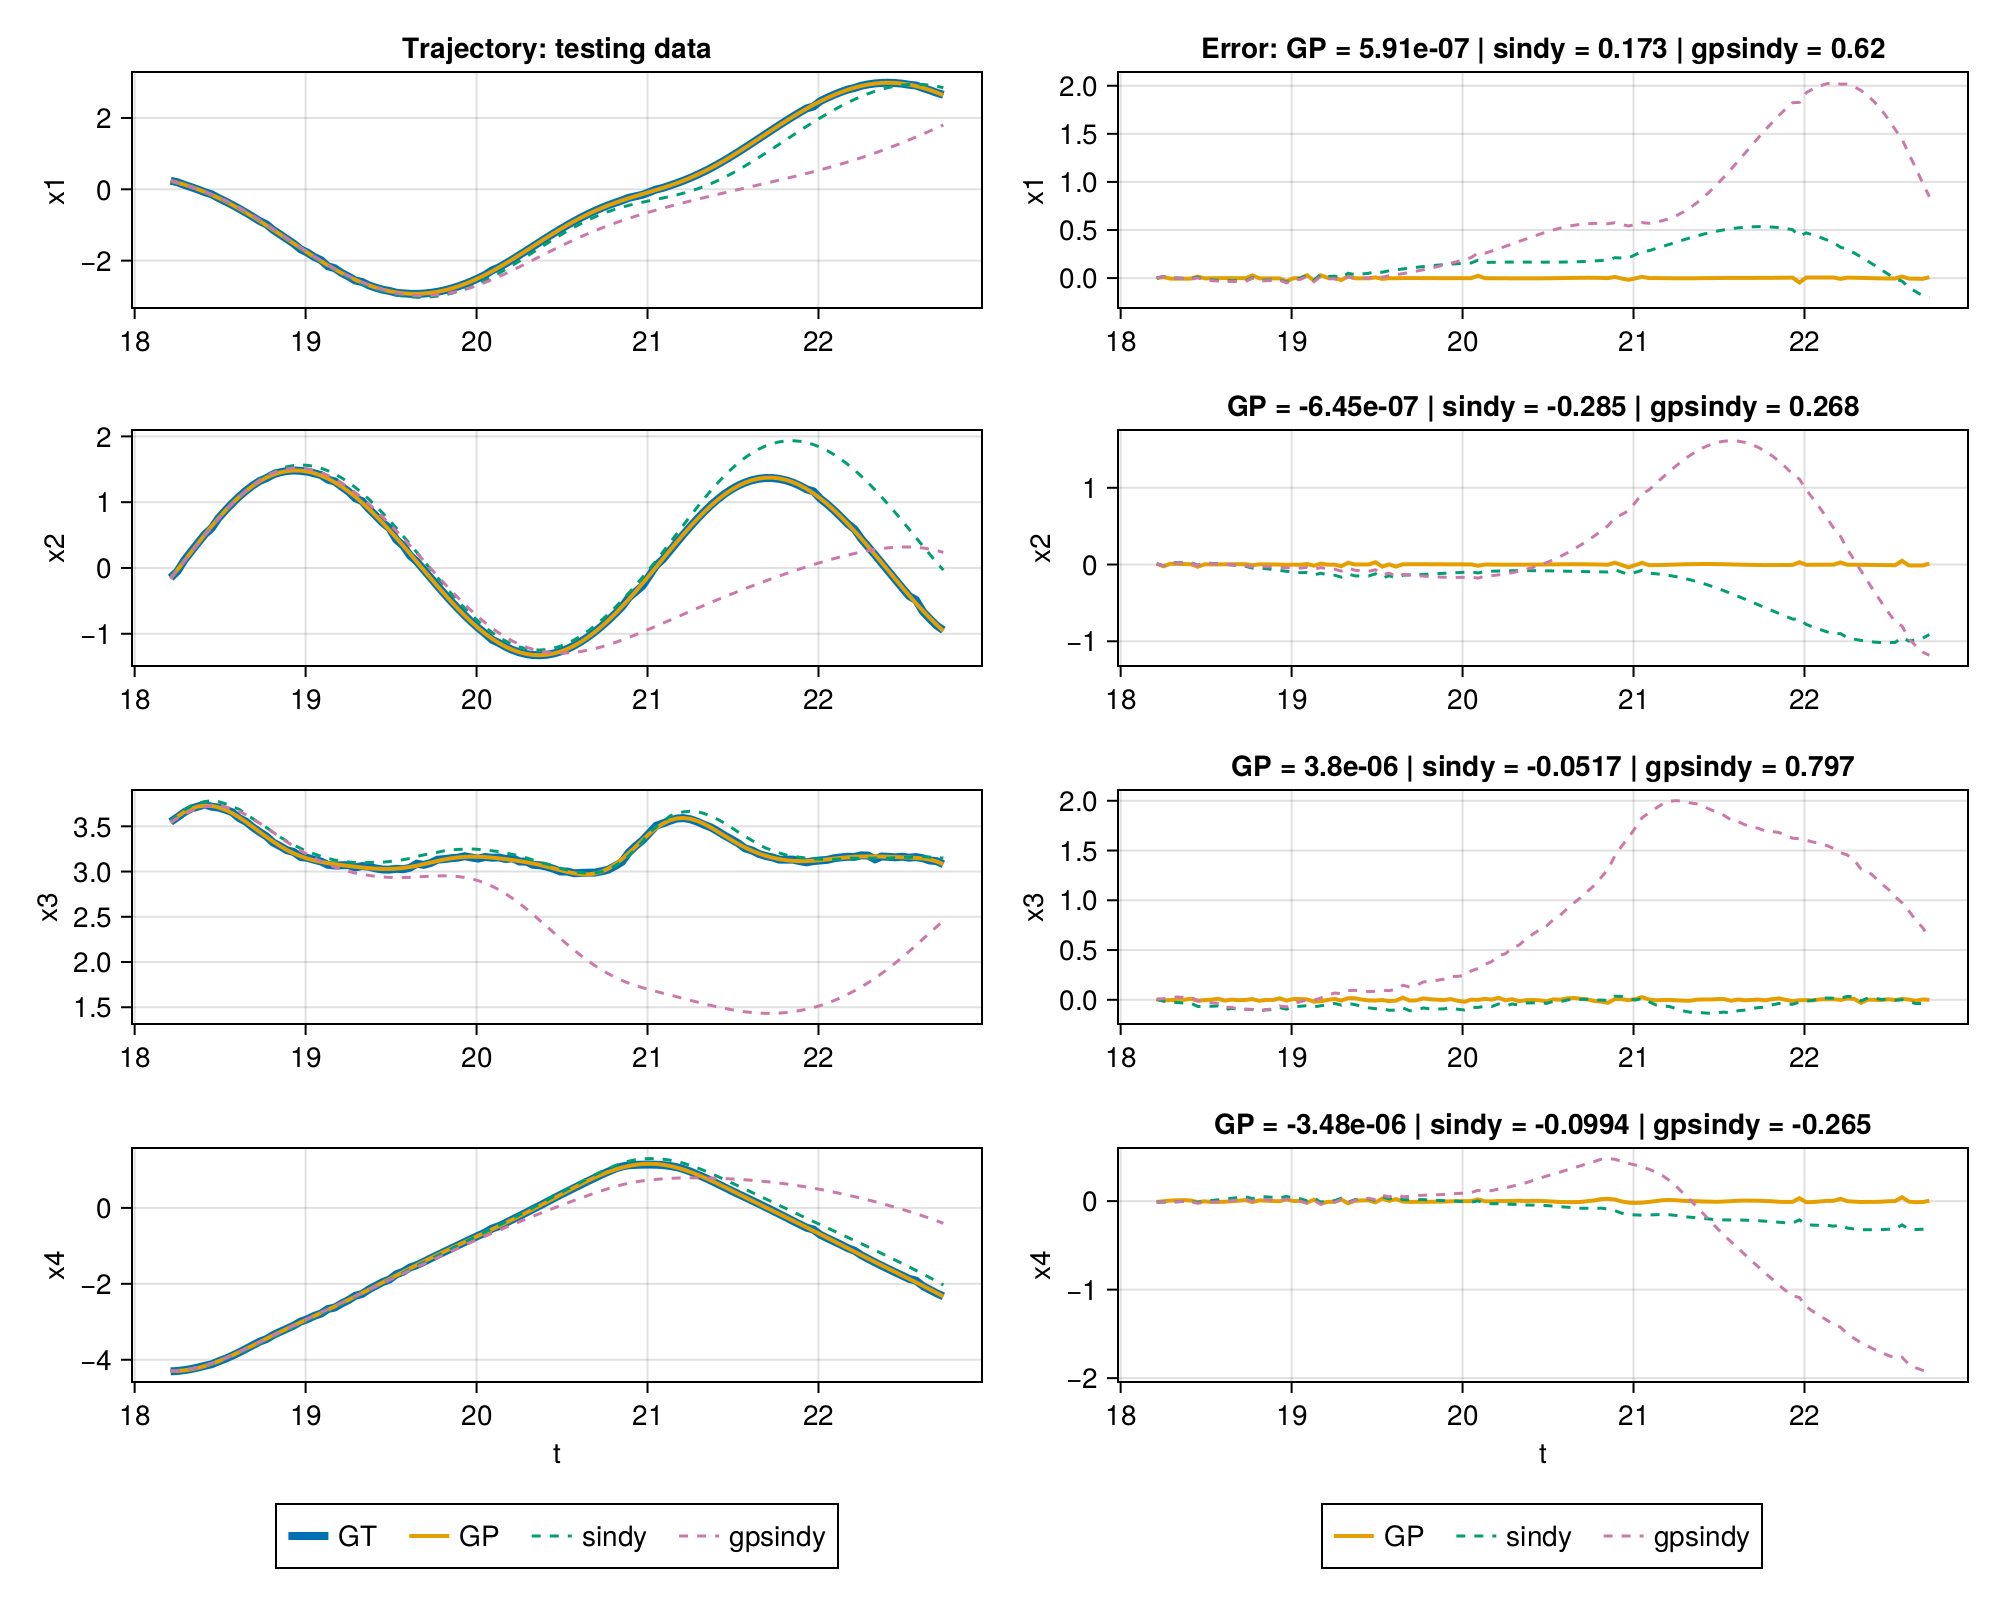 Trajectory: testing data
x1
2
0
−2
18 19 20 21 22
Error: GP = 5.91e-07 | sindy = 0.173 | gpsindy = 0.62
x1
2.0
1.5
1.0
0.5
0.0
18 19 20 21 22
x2
2
1
0
−1
18 19 20 21 22
GP = -6.45e-07 | sindy = -0.285 | gpsindy = 0.268
x2
1
0
−1
18 19 20 21 22
x3
3.5
3.0
2.5
2.0
1.5
18 19 20 21 22
GP = 3.8e-06 | sindy = -0.0517 | gpsindy = 0.797
x3
2.0
1.5
1.0
0.5
0.0
18 19 20 21 22
x4
0
−2
−4
18 19 20 21 22
t
GP = -3.48e-06 | sindy = -0.0994 | gpsindy = -0.265
x4
0
−1
−2
18 19 20 21 22
t
GT GP sindy gpsindy
GP sindy gpsindy